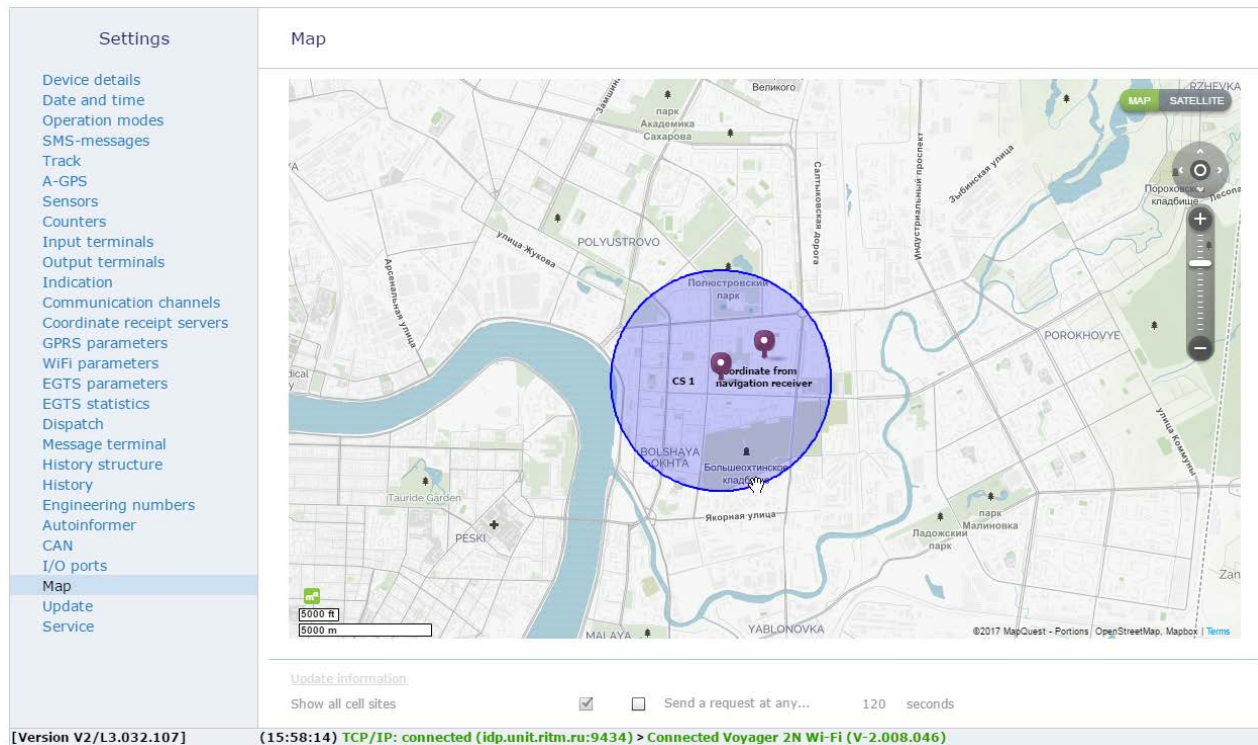 Settings
Map
Device details
Date and time
Operation modes
SMS-messages
Track
A-GPS
Sensors
Counters
Input terminals
Output terminals
Indication
Communication channels
Coordinate receipt servers
GPRS parameters
WiFi parameters
EGTS parameters
EGTS statistics
Dispatch
Message terminal
History structure
History
Engineering numbers
Autoinformer
CAN
I/O ports
Map
Update
Service
Великого
RZHEVKA
MAP SATELLITE
парк
Академика
Сахарова
Салтыковская дорога
Индустриальный проспект
Зыбинская улица
кладбище
улица Жукова
POLYUSTROVO
Арсенальная улица
Полюстровский
парк
POROKHOVYE
CS 1
navigation receiver
BOLSHAYA
OKHTA
Большеохтинское
Tauride Garden
PESKI
Якорная улица
улица Коммуны
парк
Малиновка
Ладожский
парк
5000 ft
5000 m
MALAYA
YABLONOVKA
©2017 MapQuest - Portions OpenStreetMap, Mapbox | Terms
Update information
Show all cell sites
Send a request at any... 120 seconds
[Version V2/L3.032.107] (15:58:14) TCP/IP: connected (idp.unit.ritm.ru:9434) > Connected Voyager 2N Wi-Fi (V-2.008.046)